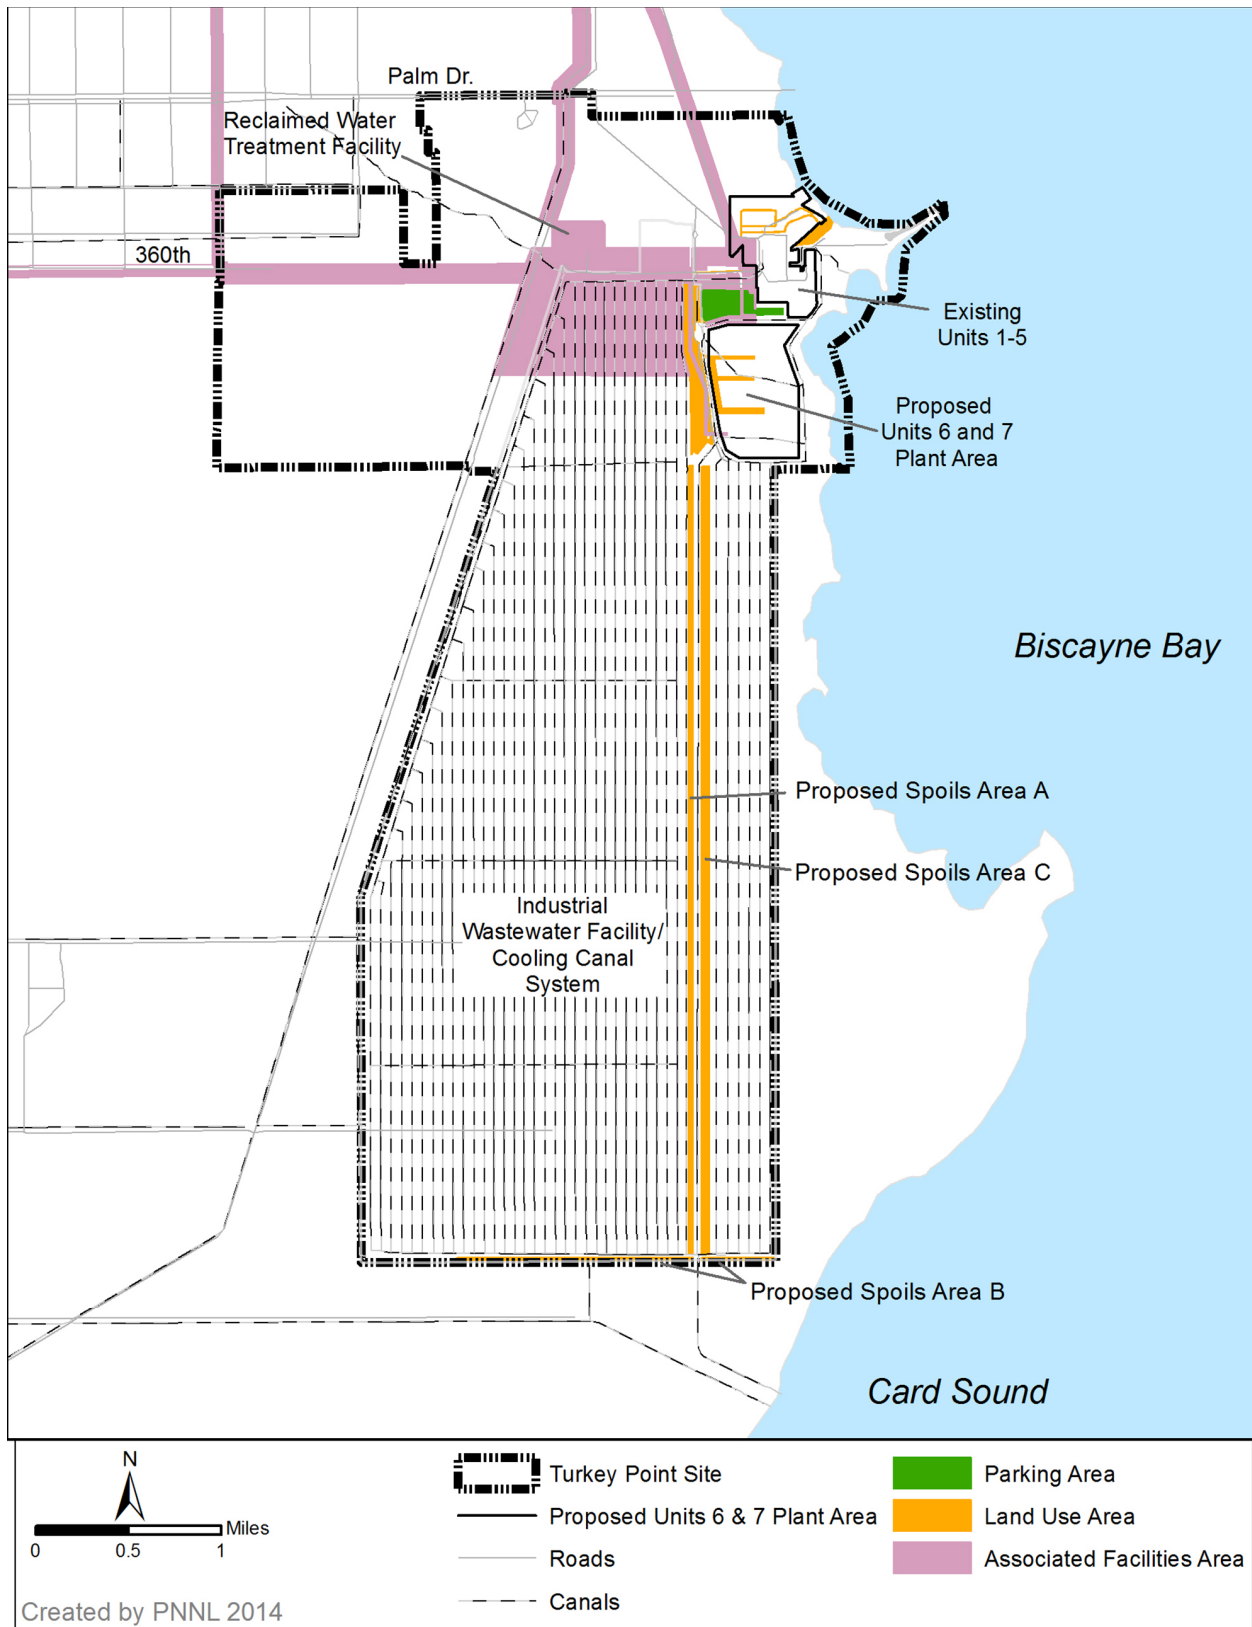 Palm Dr.
Reclaimed Water
Treatment Facility
360th
Existing
Units 1-5
Proposed
Units 6 and 7
Plant Area
Biscayne Bay
Proposed Spoils Area A
Proposed Spoils Area C
Industrial
Wastewater Facility/
Cooling Canal
System
Proposed Spoils Area B
Card Sound
N
Miles
0 0.5 1
Created by PNNL 2014
Turkey Point Site
Proposed Units 6 & 7 Plant Area
Roads
Canals
Parking Area
Land Use Area
Associated Facilities Area